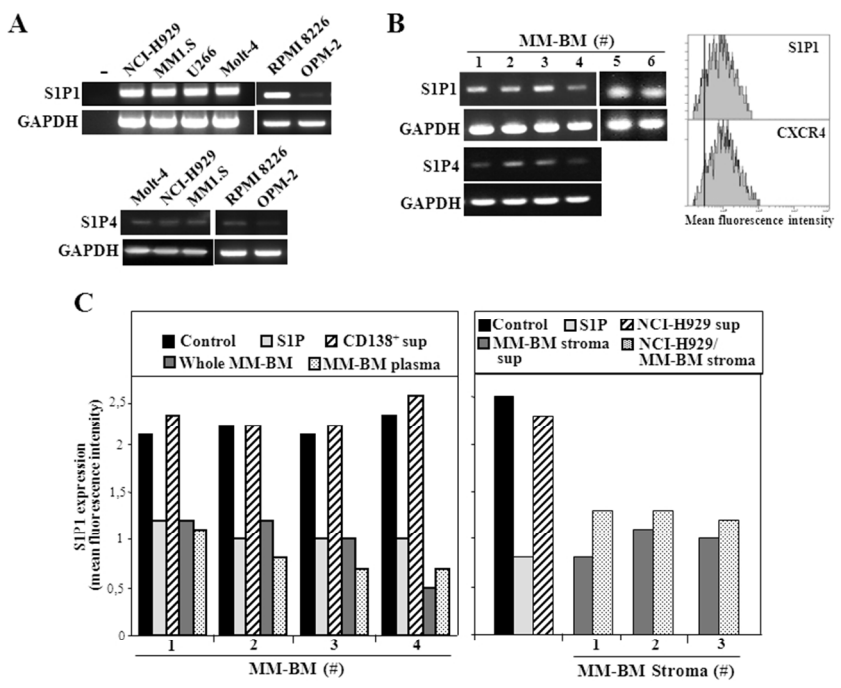 A
– NCI-H929 MM1.S U266 Molt-4 RPMI 8226 OPM-2
S1P1
GAPDH
Molt-4 NCI-H929 MM1.S RPMI 8226 OPM-2
S1P4
GAPDH
B
MM-BM (#)
1 2 3 4 5 6
S1P1
GAPDH
S1P4
GAPDH
S1P1
CXCR4
Mean fluorescence intensity
C
Control S1P CD138+ sup
Whole MM-BM MM-BM plasma
S1P1 expression
(mean fluorescence intensity)
2,5
2
1,5
1
0,5
0
1 2 3 4
MM-BM (#)
Control S1P NCI-H929 sup
MM-BM stroma sup
NCI-H929/
MM-BM stroma
1 2 3
MM-BM Stroma (#)